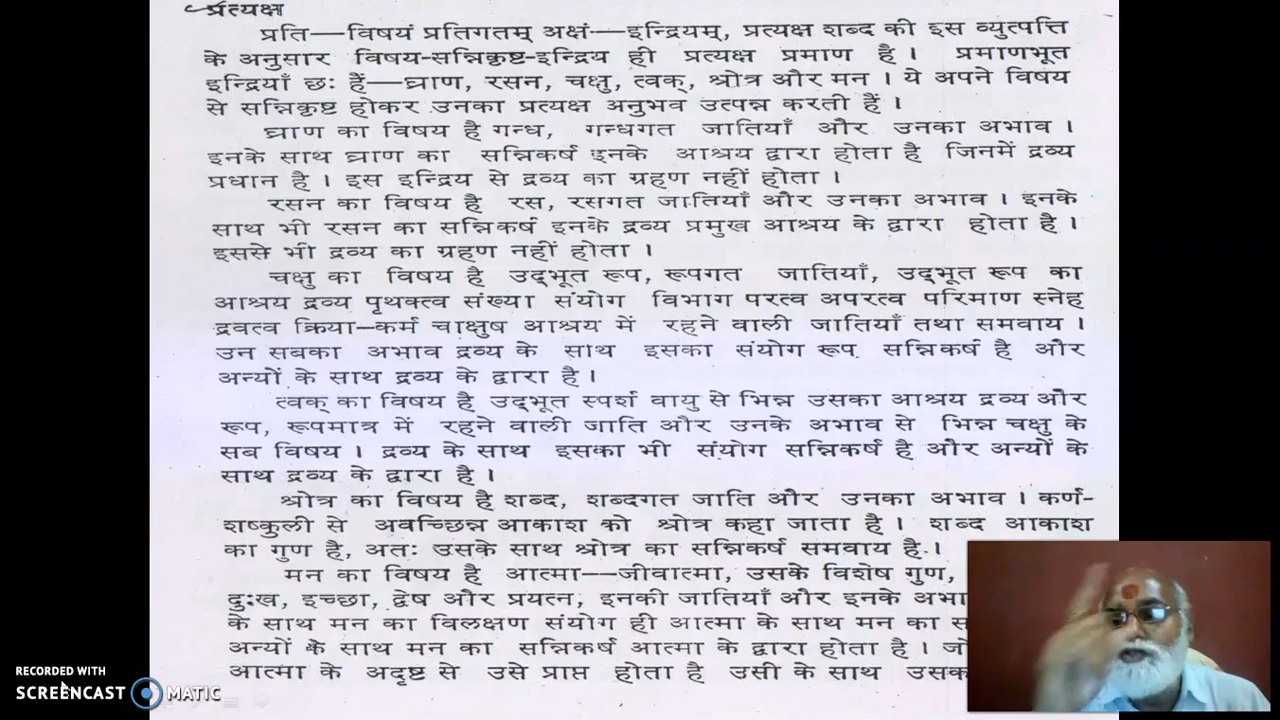 प्रत्यक्ष
प्रति—विषयं प्रतिगतम् अक्षं—इन्द्रियम्, प्रत्यक्ष शब्द की इस व्युत्पत्ति
के अनुसार विषय-सन्निकृष्ट-इन्द्रिय ही प्रत्यक्ष प्रमाण है । प्रमाणभूत
इन्द्रियाँ छः हैं—घ्राण, रसन, चक्षु, त्वक्, श्रोत्र और मन । ये अपने विषय
से सन्निकृष्ट होकर उनका प्रत्यक्ष अनुभव उत्पन्न करती हैं ।
घ्राण का विषय है गन्ध, गन्धगत जातियाँ और उनका अभाव ।
इनके साथ घ्राण का सन्निकर्ष इनके आश्रय द्वारा होता है जिनमें द्रव्य
प्रधान है । इस इन्द्रिय से द्रव्य का ग्रहण नहीं होता ।
रसन का विषय है रस, रसगत जातियाँ और उनका अभाव । इनके
साथ भी रसन का सन्निकर्ष इनके द्रव्य प्रमुख आश्रय के द्वारा होता है ।
इससे भी द्रव्य का ग्रहण नहीं होता ।
चक्षु का विषय है उद्‌भूत रूप, रूपगत जातियाँ, उद्‌भूत रूप का
आश्रय द्रव्य पृथक्त्व संख्या संयोग विभाग परत्व अपरत्व परिमाण स्नेह
द्रवत्व क्रिया—कर्म चाक्षुष आश्रय में रहने वाली जातियाँ तथा समवाय ।
उन सबका अभाव द्रव्य के साथ इसका संयोग रूप सन्निकर्ष है और
अन्यों के साथ द्रव्य के द्वारा है ।
त्वक् का विषय है उद्‌भूत स्पर्श वायु से भिन्न उसका आश्रय द्रव्य और
रूप, रूपमात्र में रहने वाली जाति और उनके अभाव से भिन्न चक्षु के
सब विषय । द्रव्य के साथ इसका भी संयोग सन्निकर्ष है और अन्यों के
साथ द्रव्य के द्वारा है ।
श्रोत्र का विषय है शब्द, शब्दगत जाति और उनका अभाव । कर्ण-
शष्कुली से अवच्छिन्न आकाश को श्रोत्र कहा जाता है । शब्द आकाश
का गुण है, अतः उसके साथ श्रोत्र का सन्निकर्ष समवाय है ।
मन का विषय है आत्मा—जीवात्मा, उसके विशेष गुण,
दुःख, इच्छा, द्वेष और प्रयत्न, इनकी जातियाँ और इनके
के साथ मन का विलक्षण संयोग ही आत्मा के साथ मन का
अन्यों के साथ मन का सन्निकर्ष आत्मा के द्वारा होता है ।
आत्मा के अदृष्ट से उसे प्राप्त होता है उसी के साथ
RECORDED WITH
SCREENCAST MATIC